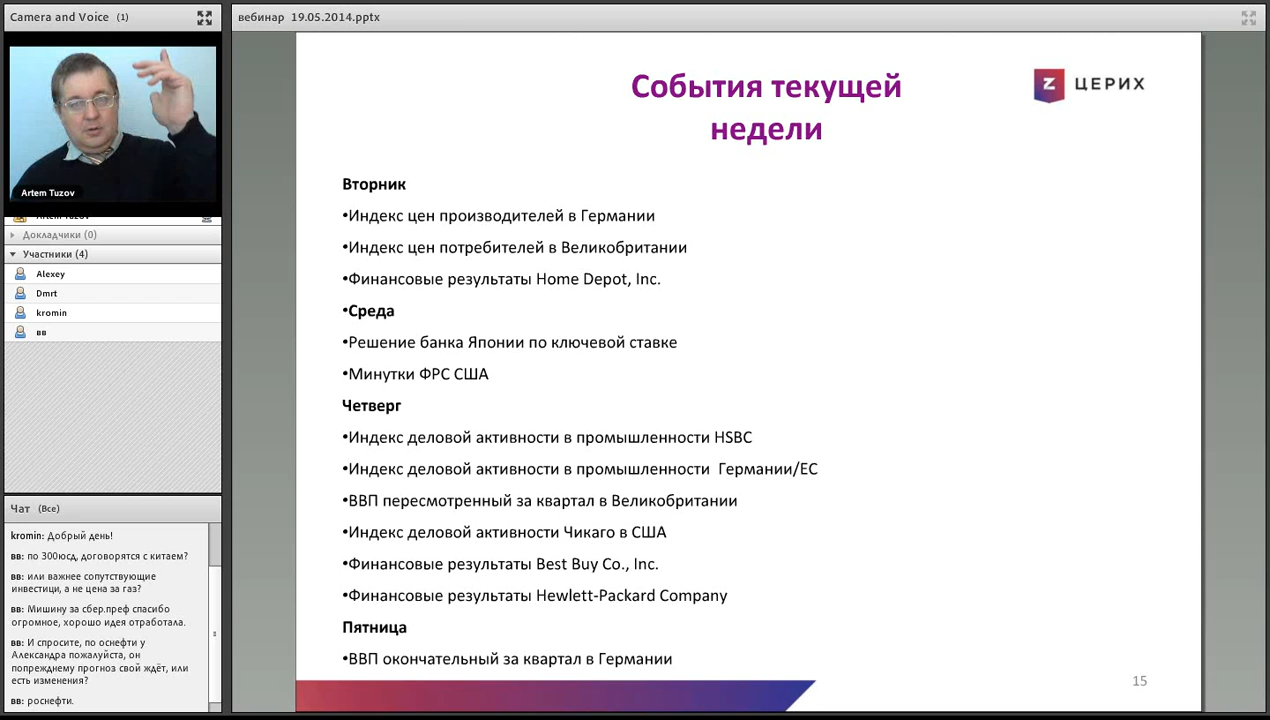 Camera and Voice (1)
Artem Tuzov
Artem Tuzov
Докладчики (0)
Участники (4)
Alexey
Dmrt
kromin
вв
Чат (Все)
kromin: Добрый день!
вв: по 300юсд, договорятся с китаем?
вв: или важнее сопутствующие
инвестици, а не цена за газ?
вв: Мишину за сбер.преф спасибо
огромное, хорошо идея отработала.
вв: И спросите, по оснефти у
Александра пожалуйста, он
попрежнему прогноз свой ждёт, или
есть изменения?
вв: роснефти.
вебинар 19.05.2014.pptx
События текущей
недели
Z ЦЕРИХ
Вторник
•Индекс цен производителей в Германии
•Индекс цен потребителей в Великобритании
•Финансовые результаты Home Depot, Inc.
•Среда
•Решение банка Японии по ключевой ставке
•Минутки ФРС США
Четверг
•Индекс деловой активности в промышленности HSBC
•Индекс деловой активности в промышленности Германии/ЕС
•ВВП пересмотренный за квартал в Великобритании
•Индекс деловой активности Чикаго в США
•Финансовые результаты Best Buy Co., Inc.
•Финансовые результаты Hewlett-Packard Company
Пятница
•ВВП окончательный за квартал в Германии
15